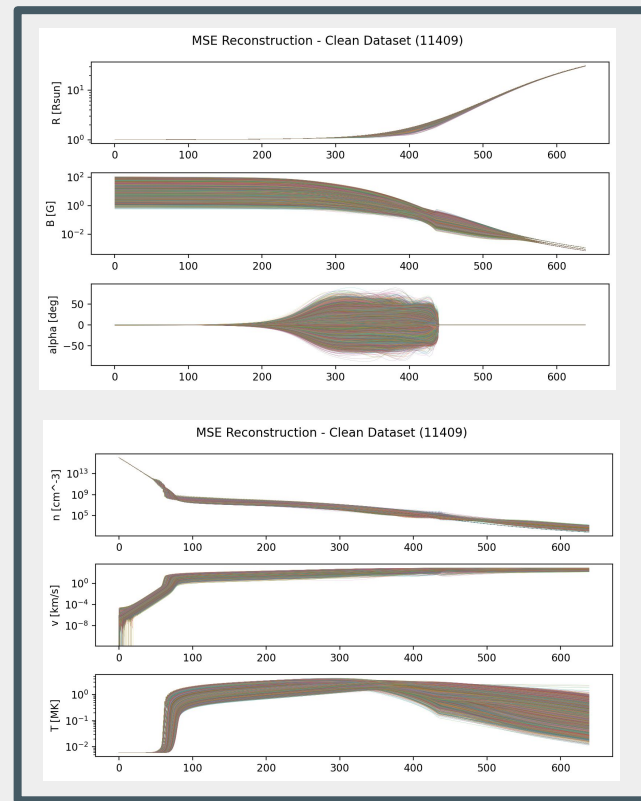 MSE Reconstruction - Clean Dataset (11409)
R [Rsun]
10^1
10^0
0 100 200 300 400 500 600
B [G]
10^2
10^0
10^-2
0 100 200 300 400 500 600
alpha [deg]
50
0
−50
0 100 200 300 400 500 600
MSE Reconstruction - Clean Dataset (11409)
n [cm^-3]
10^13
10^9
10^5
0 100 200 300 400 500 600
v [km/s]
10^0
10^-4
10^-8
0 100 200 300 400 500 600
T [MK]
10^0
10^-1
10^-2
0 100 200 300 400 500 600